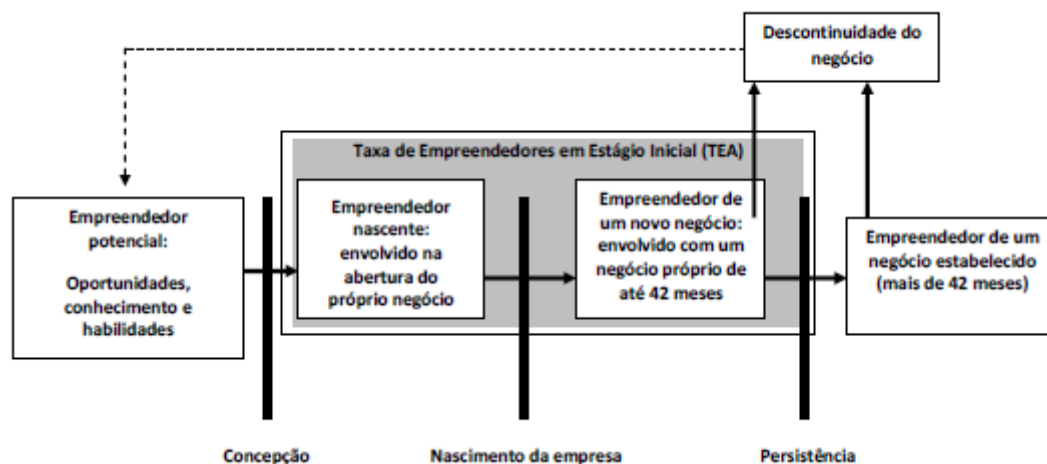 Descontinuidade do
negócio
Taxa de Empreendedores em Estágio Inicial (TEA)
Empreendedor
potencial:
Oportunidades,
conhecimento e
habilidades
Empreendedor
nascente:
envolvido na
abertura do
próprio negócio
Empreendedor de
um novo negócio:
envolvido com um
negócio próprio de
até 42 meses
Empreendedor de um
negócio estabelecido
(mais de 42 meses)
Concepção
Nascimento da empresa
Persistência